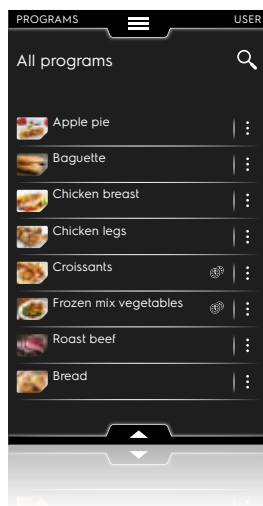 PROGRAMS USER
All programs
Apple pie
Baguette
Chicken breast
Chicken legs
Croissants
Frozen mix vegetables
Roast beef
Bread